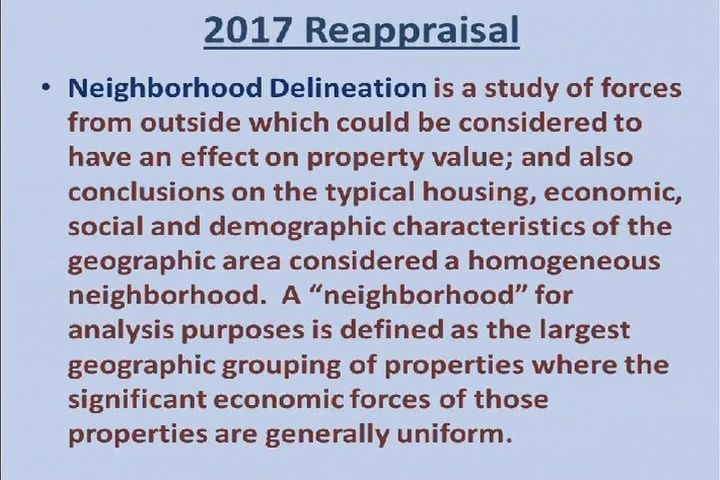 2017 Reappraisal
• Neighborhood Delineation is a study of forces
from outside which could be considered to
have an effect on property value; and also
conclusions on the typical housing, economic,
social and demographic characteristics of the
geographic area considered a homogeneous
neighborhood.  A “neighborhood” for
analysis purposes is defined as the largest
geographic grouping of properties where the
significant economic forces of those
properties are generally uniform.